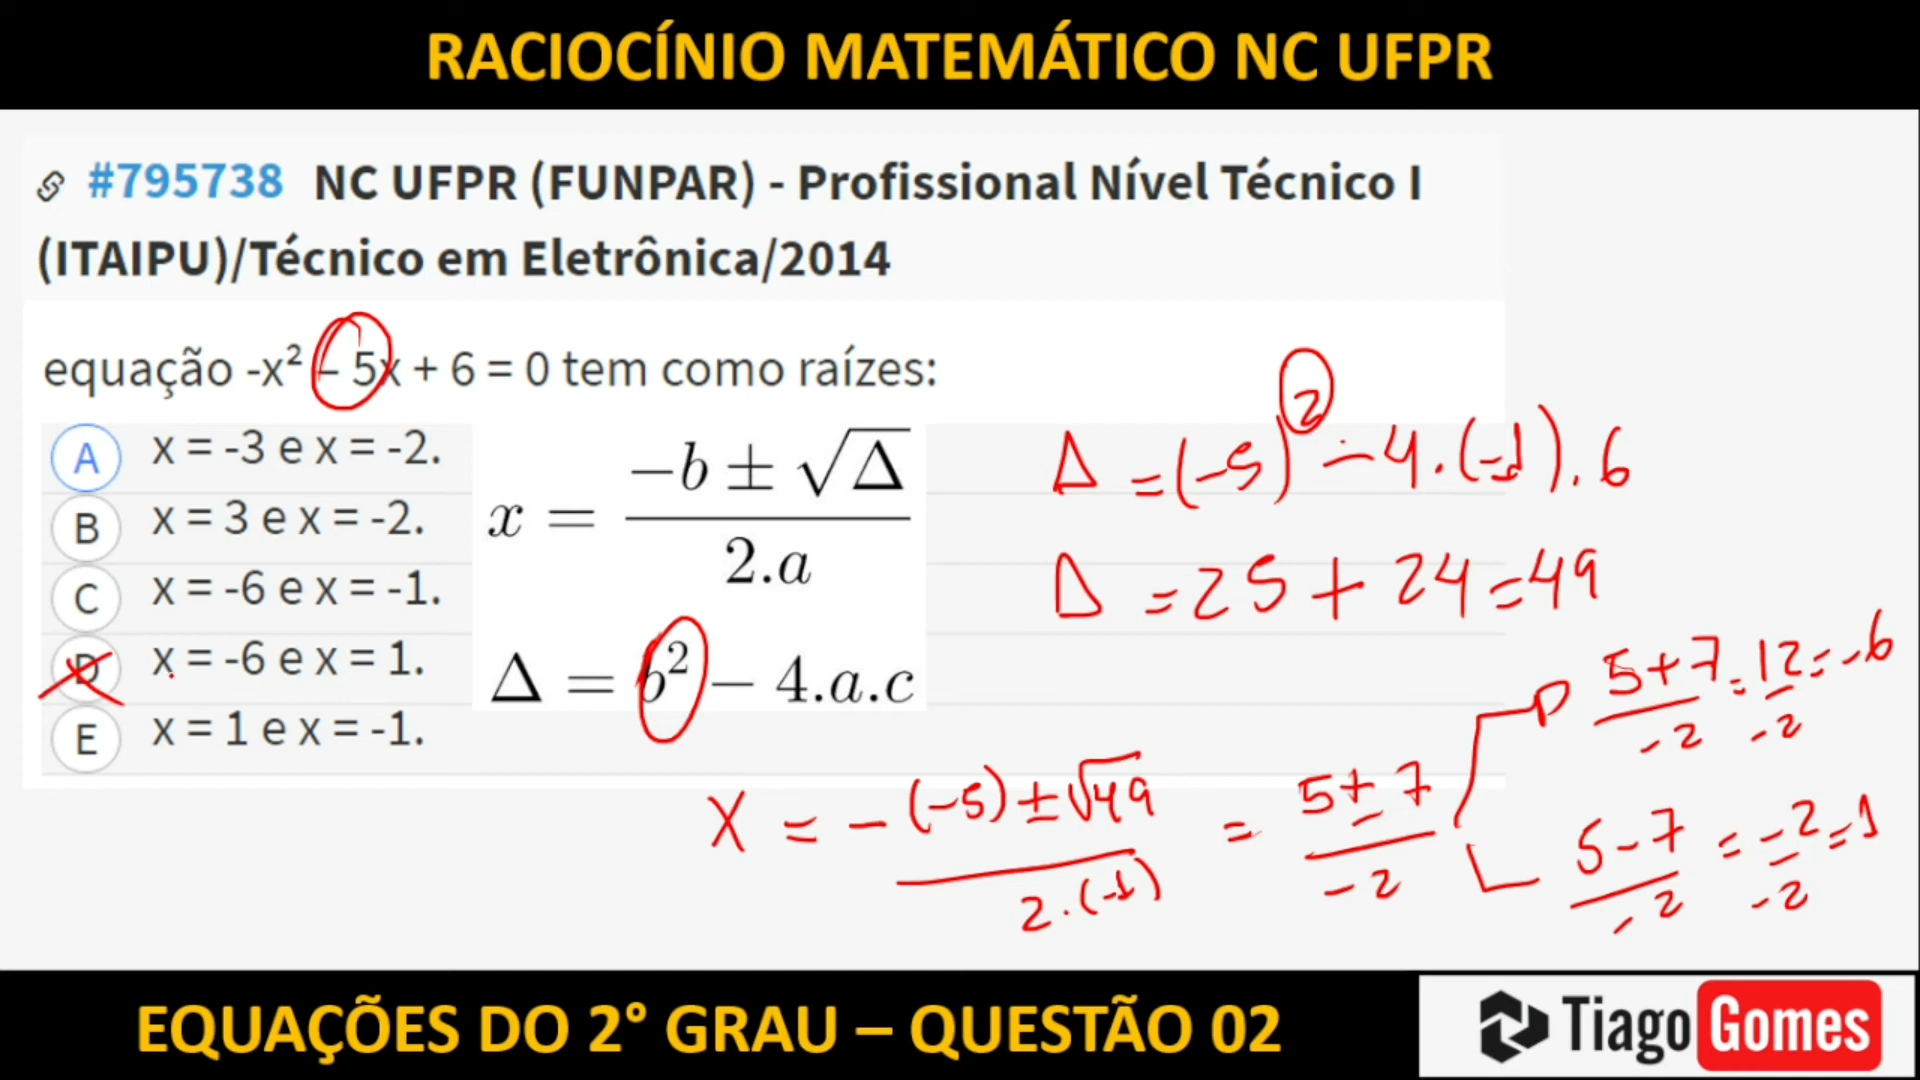 RACIOCÍNIO MATEMÁTICO NC UFPR
#795738 NC UFPR (FUNPAR) - Profissional Nível Técnico I
(ITAIPU)/Técnico em Eletrônica/2014
equação -x² – 5x + 6 = 0 tem como raízes:
A x = -3 e x = -2.
B x = 3 e x = -2.
C x = -6 e x = -1.
D x = -6 e x = 1.
E x = 1 e x = -1.
x = (−b ± √Δ) / 2.a
Δ = b² − 4.a.c
Δ = (-5)² - 4.(-1).6
Δ = 25 + 24 = 49
X = -(-5) ± √49 / 2.(-1) = 5 ± 7 / -2
5+7 / -2 = 12 / -2 = -6
5-7 / -2 = -2 / -2 = 1
EQUAÇÕES DO 2° GRAU – QUESTÃO 02
Tiago Gomes